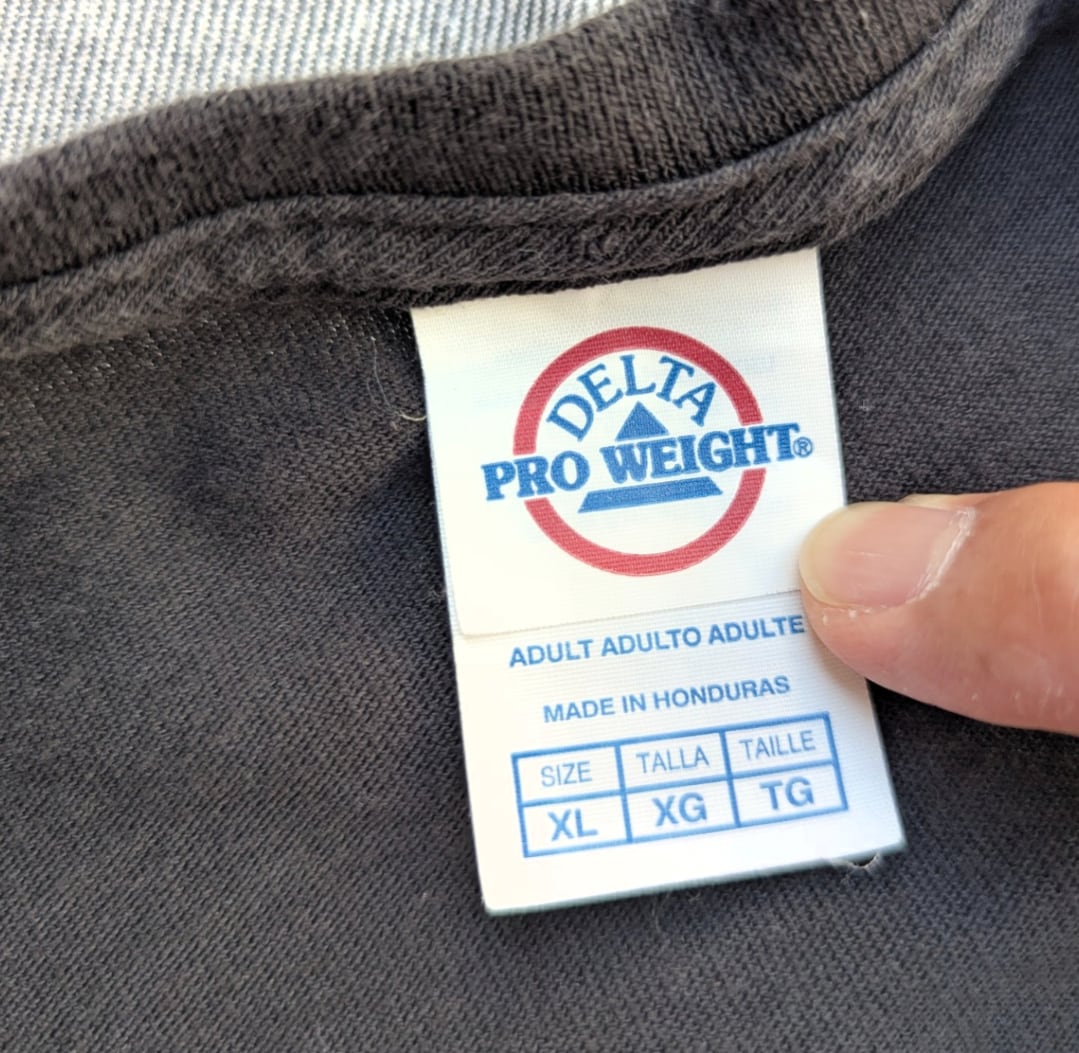 DELTA
PRO WEIGHT®
ADULT ADULTO ADULTE
MADE IN HONDURAS
SIZE TALLA TAILLE
XL XG TG